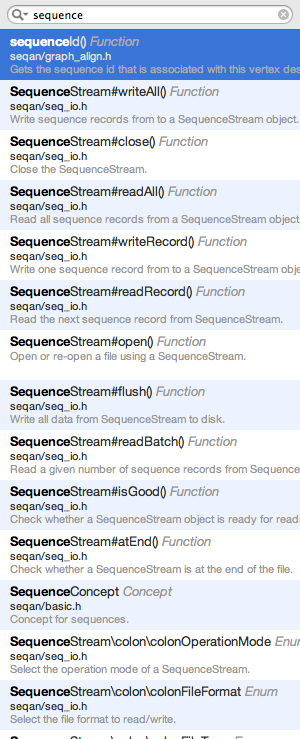 sequence
sequenceId() Function
seqan/graph_align.h
Gets the sequence id that is associated with this vertex des
SequenceStream#writeAll() Function
seqan/seq_io.h
Write sequence records from to a SequenceStream object.
SequenceStream#close() Function
seqan/seq_io.h
Close the SequenceStream.
SequenceStream#readAll() Function
seqan/seq_io.h
Read all sequence records from a SequenceStream object
SequenceStream#writeRecord() Function
seqan/seq_io.h
Write one sequence record from to a SequenceStream obje
SequenceStream#readRecord() Function
seqan/seq_io.h
Read the next sequence record from SequenceStream.
SequenceStream#open() Function
Open or re-open a file using a SequenceStream.
SequenceStream#flush() Function
seqan/seq_io.h
Write all data from SequenceStream to disk.
SequenceStream#readBatch() Function
seqan/seq_io.h
Read a given number of sequence records from Sequence
SequenceStream#isGood() Function
seqan/seq_io.h
Check whether a SequenceStream object is ready for read
SequenceStream#atEnd() Function
seqan/seq_io.h
Check whether a SequenceStream is at the end of the file.
SequenceConcept Concept
seqan/basic.h
Concept for sequences.
SequenceStream\colon\colonOperationMode Enum
seqan/seq_io.h
Select the operation mode of a SequenceStream.
SequenceStream\colon\colonFileFormat Enum
seqan/seq_io.h
Select the file format to read/write.
SequenceStream\colon\colonFileType Enum